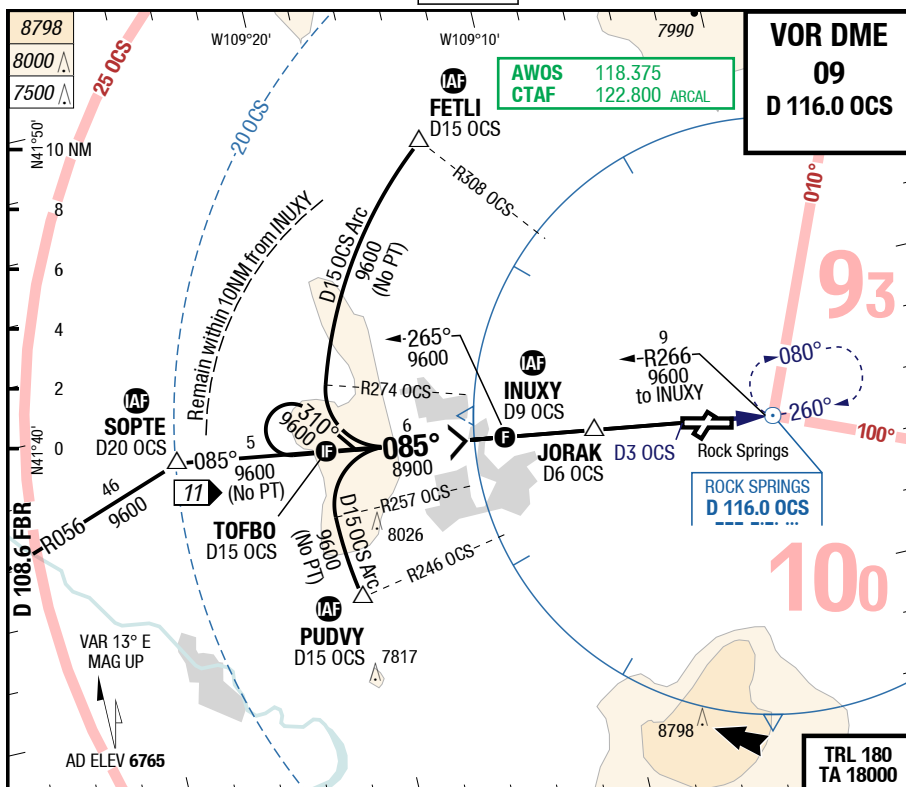 8798
8000
7500
25 OCS
W109°20'
20 OCS
W109°10'
7990
VOR DME
09
D 116.0 OCS
AWOS 118.375
CTAF 122.800 ARCAL
IAF
FETLI
D15 OCS
N41°50'
10 NM
8
6
4
2
0
N41°40'
R308 OCS
010°
93
D15 OCS Arc
9600
(No PT)
Remain within 10NM from INUXY
265°
9600
9
R266
9600
to INUXY
080°
260°
100°
IAF
SOPTE
D20 OCS
R274 OCS
IAF
INUXY
D9 OCS
310°
9600
5
085°
9600
(No PT)
6
085°
8900
IF
TOFBO
D15 OCS
F
JORAK
D6 OCS
D3 OCS
Rock Springs
11
46
R056
9600
D 108.6 FBR
R257 OCS
8026
D15 OCS Arc
9600
(No PT)
R246 OCS
ROCK SPRINGS
D 116.0 OCS
100
IAF
PUDVY
D15 OCS
7817
VAR 13° E
MAG UP
AD ELEV 6765
8798
TRL 180
TA 18000